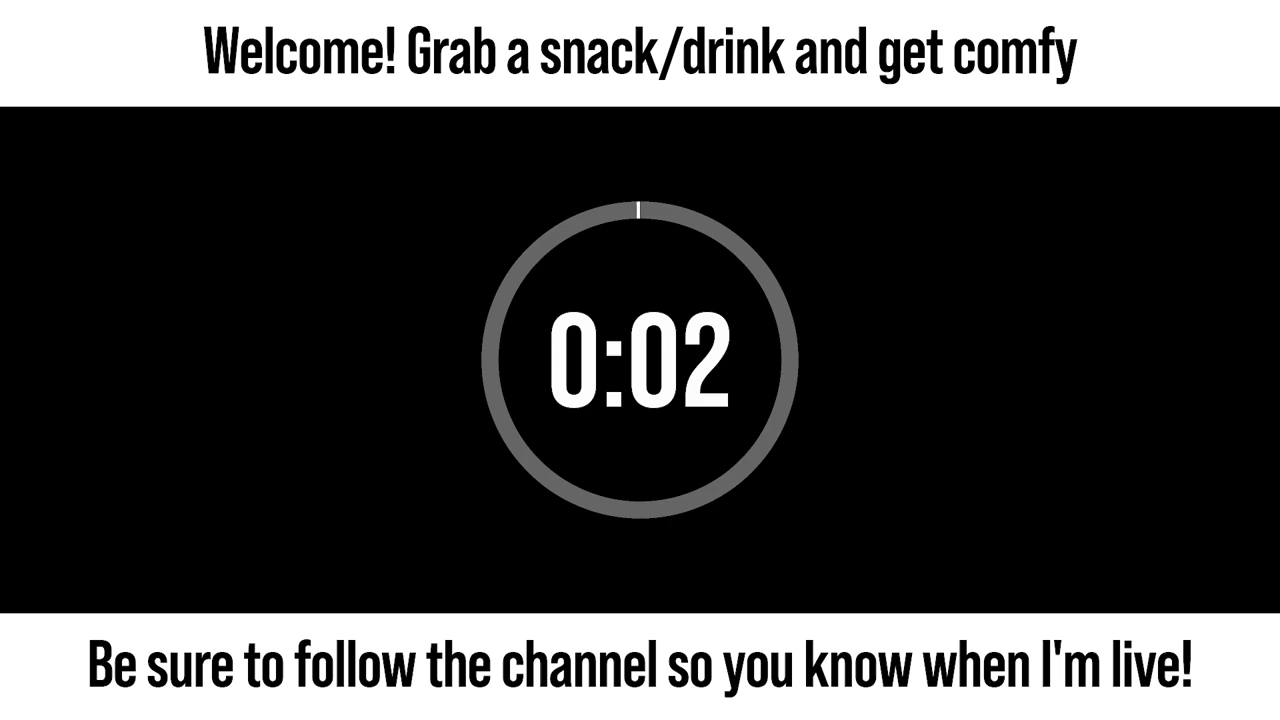 Welcome! Grab a snack/drink and get comfy
0:02
Be sure to follow the channel so you know when I'm live!